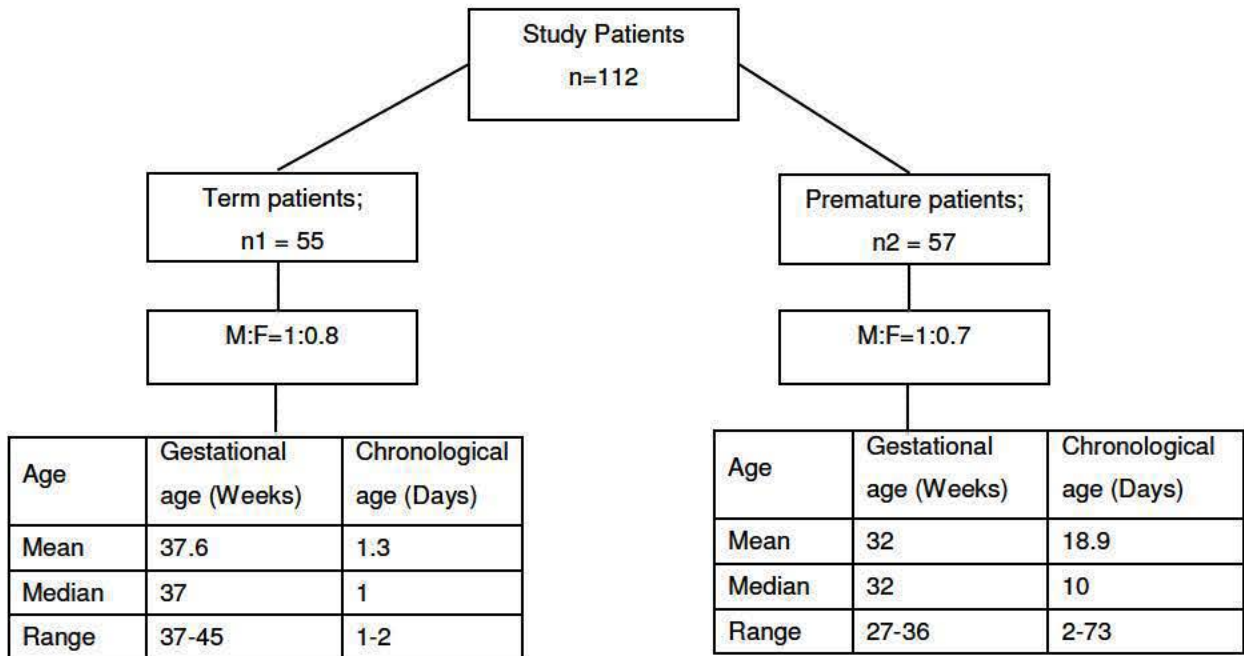 Study Patients
n=112
Term patients;
n1 = 55
Premature patients;
n2 = 57
M:F=1:0.8
M:F=1:0.7
Age Gestational age (Weeks) Chronological age (Days)
Mean 37.6 1.3
Median 37 1
Range 37-45 1-2
Age Gestational age (Weeks) Chronological age (Days)
Mean 32 18.9
Median 32 10
Range 27-36 2-73